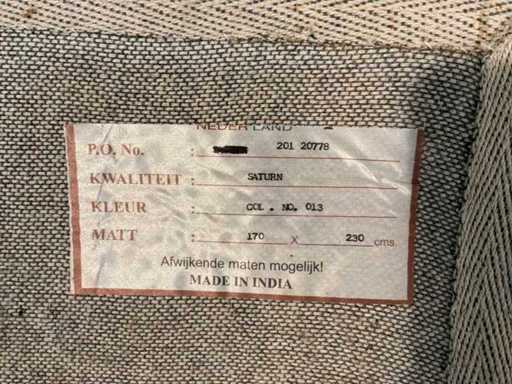 NEDERLAND
P.O. No. : 201 20778
KWALITEIT : SATURN
KLEUR : COL . NO. 013
MATT : 170 X 230 cms.
Afwijkende maten mogelijk!
MADE IN INDIA